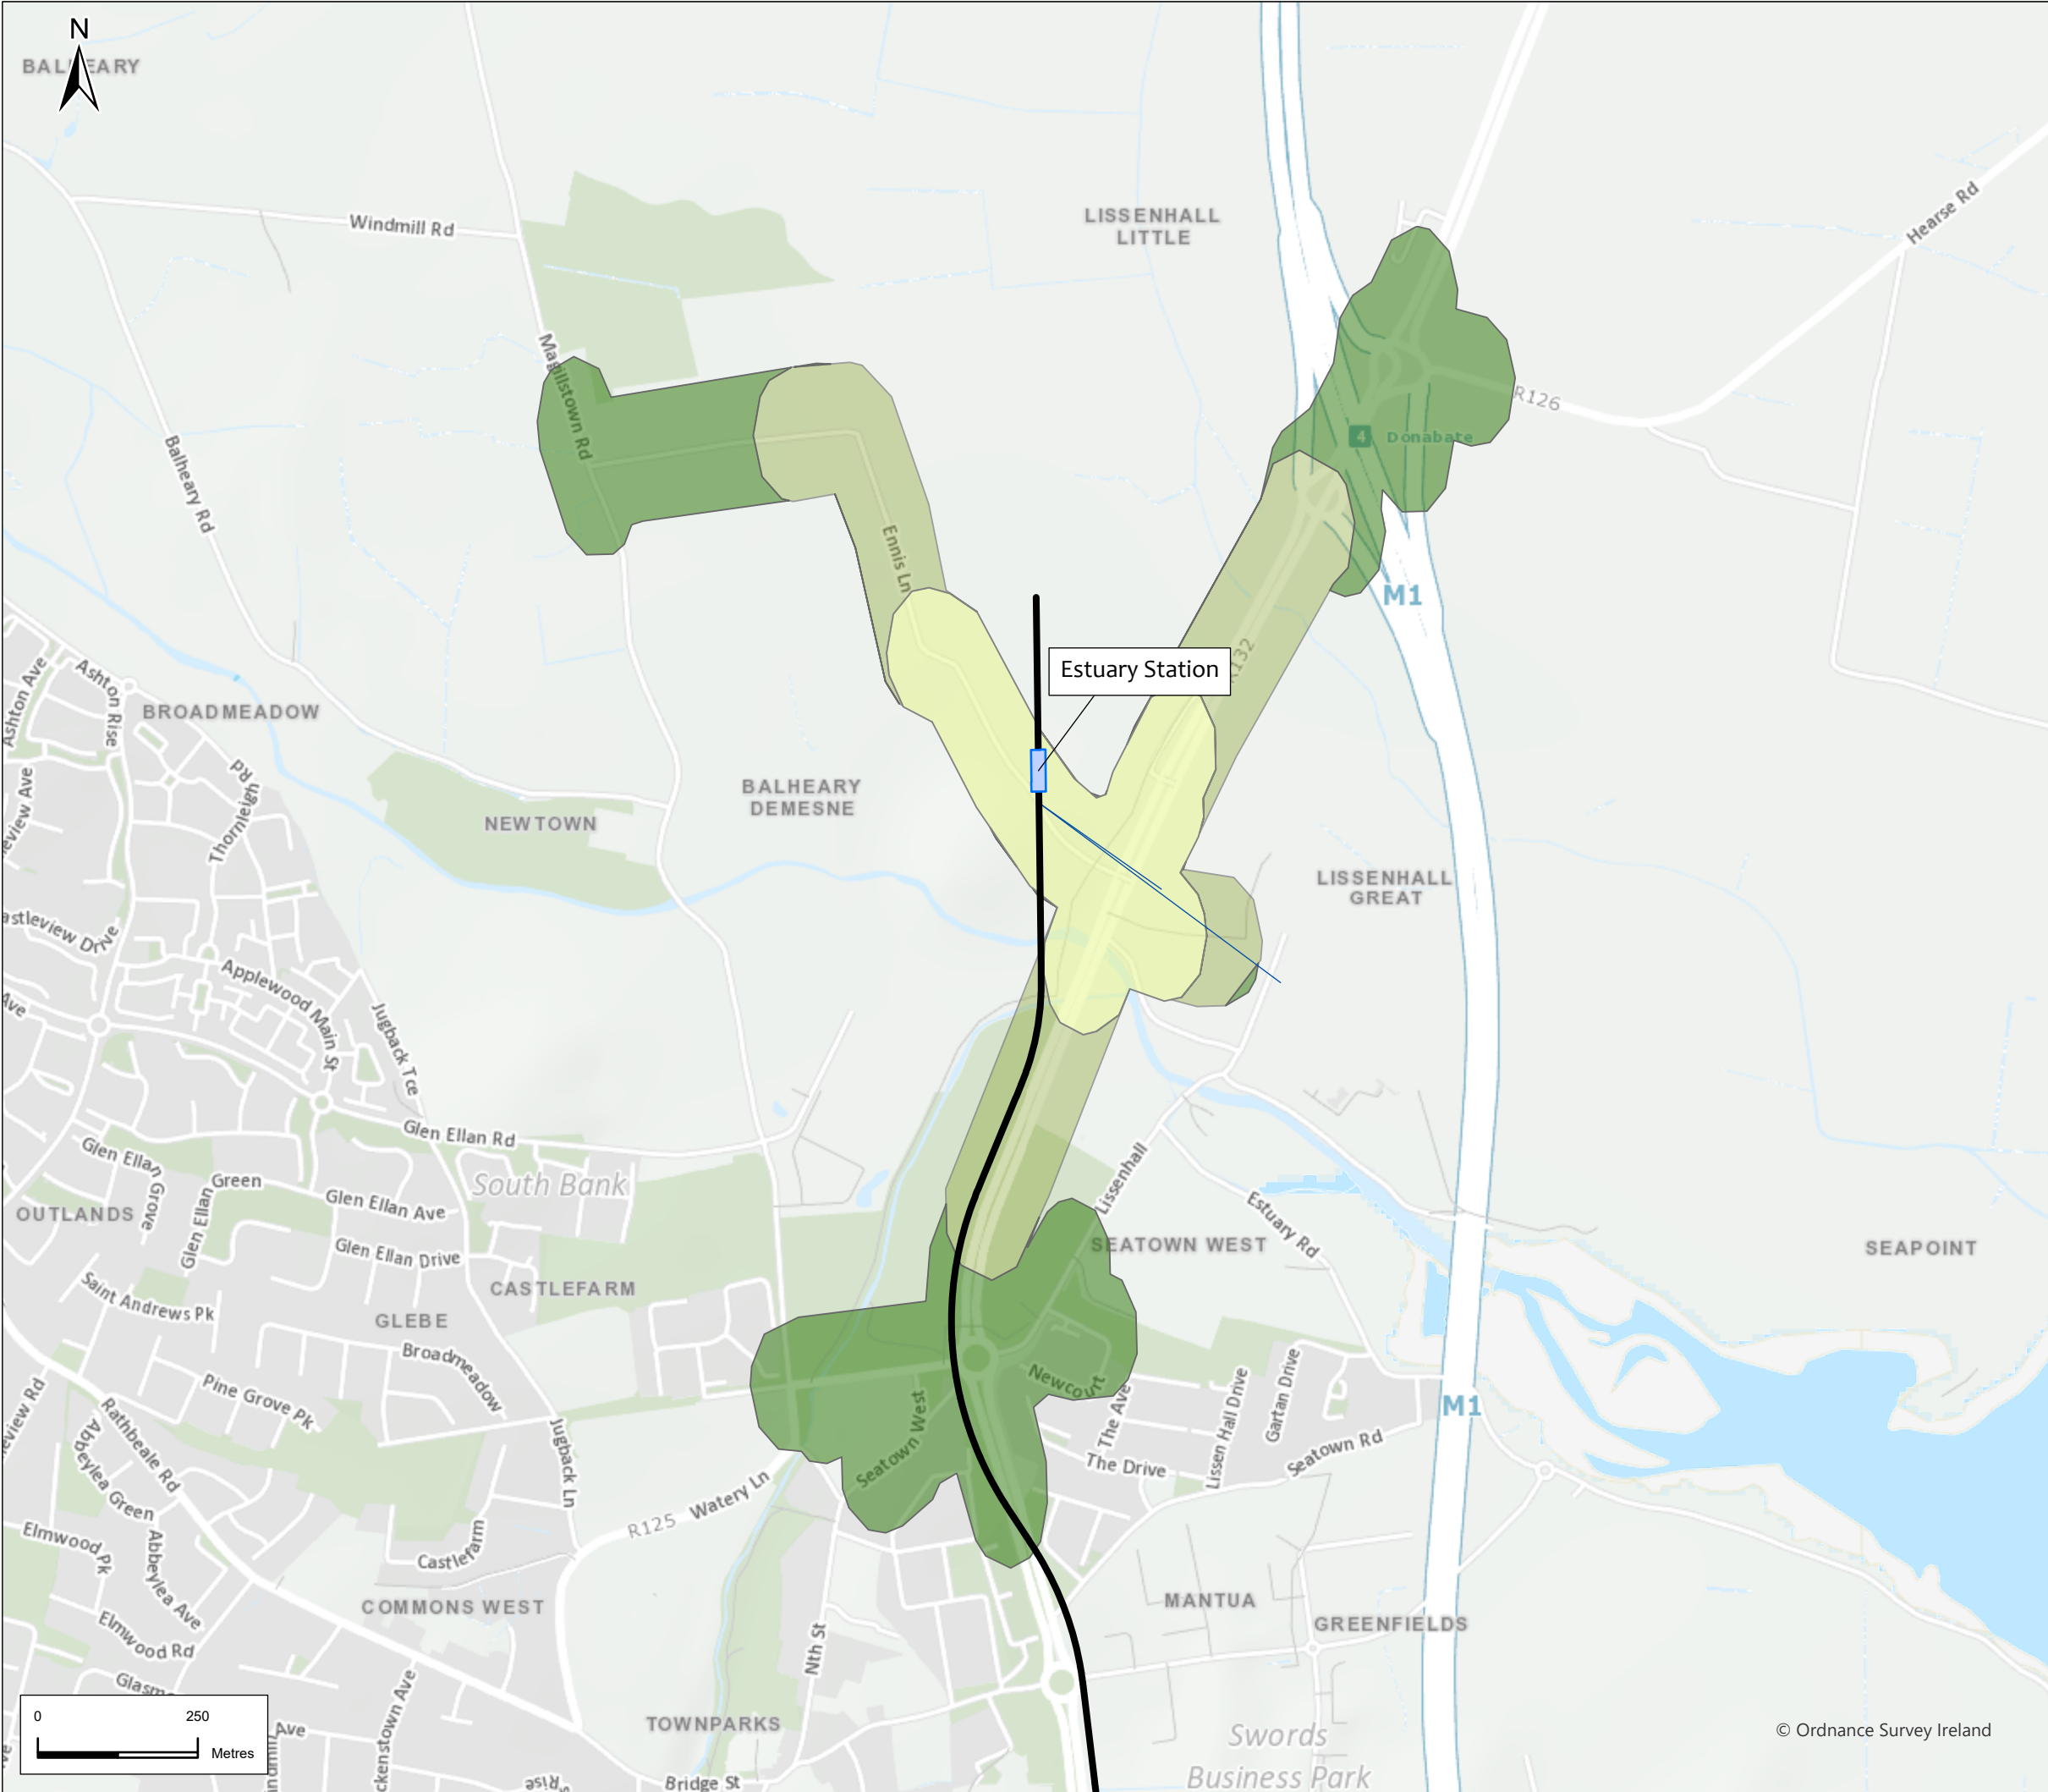 N
BALHEARY
Windmill Rd
LISSENHALL
LITTLE
Hearse Rd
R126
4 Donabate
M1
Balheary Rd
Ennis Ln
Estuary Station
Ashton Ave
Ashton Rise
BROADMEADOW
Thornleigh Rd
NEWTOWN
BALHEARY
DEMESNE
LISSENHALL
GREAT
Applewood Main St
Jugback Tce
Glen Ellan Rd
South Bank
Glen Ellan Grove
Glen Ellan Green
Glen Ellan Ave
Glen Ellan Drive
OUTLANDS
Lissenhall
Estuary Rd
SEATOWN WEST
SEAPOINT
CASTLEFARM
Saint Andrews Pk
GLEBE
Broadmeadow
Pine Grove Pk
Rathbeale Rd
Abbeylea Green
Jugback Ln
Seatown West
Newcourt
The Ave
The Drive
Lissen Hall Drive
Gartan Drive
Seatown Rd
M1
R125
Watery Ln
Castlefarm
Elmwood Pk
Abbeylea Ave
Elmwood Rd
COMMONS WEST
MANTUA
GREENFIELDS
Nth St
TOWNPARKS
Bridge St
Swords
Business Park
0 250
Metres
© Ordnance Survey Ireland